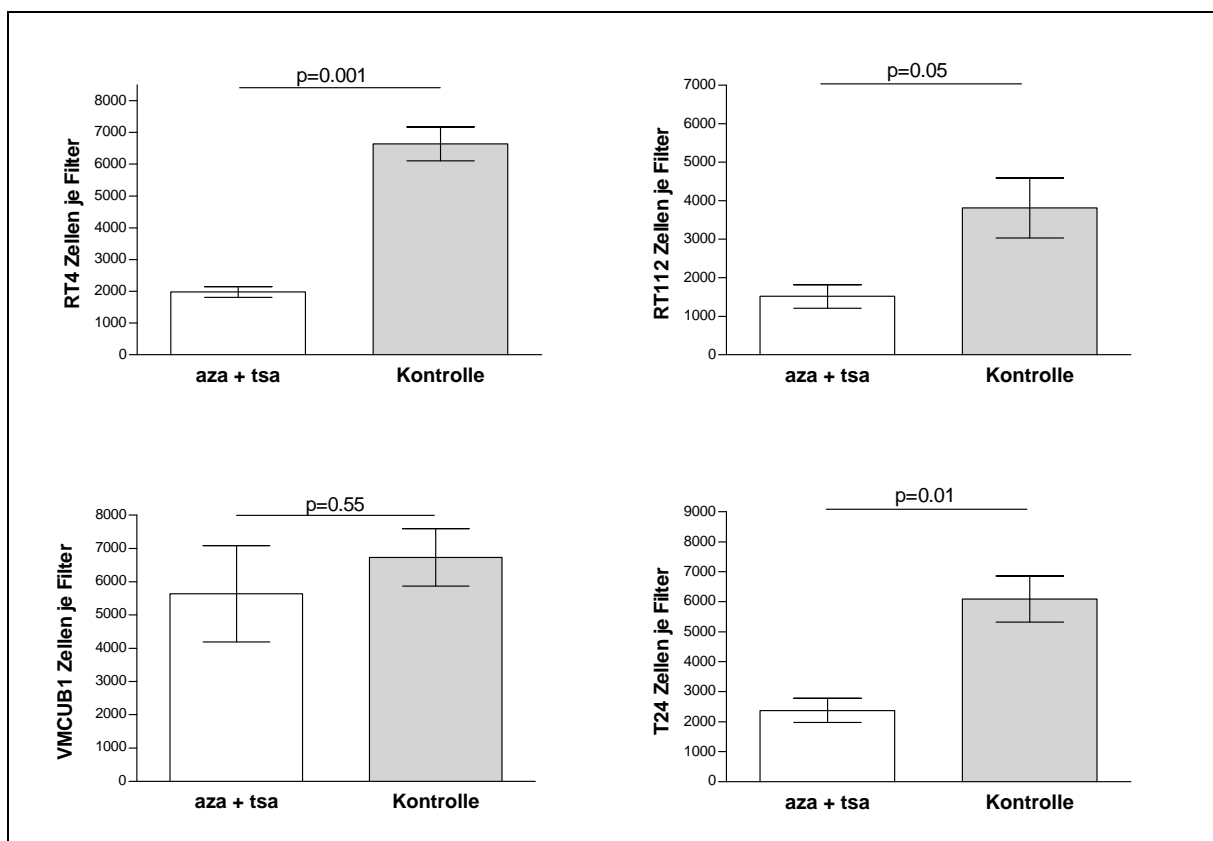 p=0.001
8000
7000
6000
5000
4000
3000
2000
1000
0
RT4 Zellen je Filter
aza + tsa
Kontrolle
p=0.05
7000
6000
5000
4000
3000
2000
1000
0
RT112 Zellen je Filter
aza + tsa
Kontrolle
p=0.55
8000
7000
6000
5000
4000
3000
2000
1000
0
VMCUB1 Zellen je Filter
aza + tsa
Kontrolle
p=0.01
9000
8000
7000
6000
5000
4000
3000
2000
1000
0
T24 Zellen je Filter
aza + tsa
Kontrolle